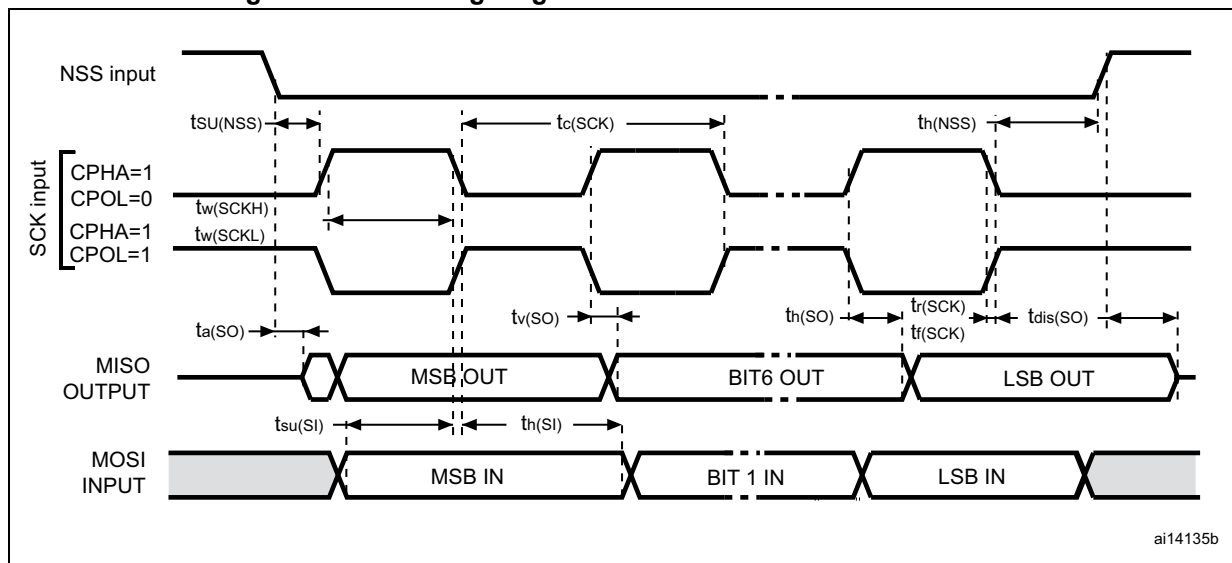 NSS input
tSU(NSS)
tc(SCK)
th(NSS)
SCK input
CPHA=1
CPOL=0
tw(SCKH)
CPHA=1
tw(SCKL)
CPOL=1
ta(SO)
tv(SO)
th(SO)
tr(SCK)
tf(SCK)
tdis(SO)
MISO
OUTPUT
MSB OUT
BIT6 OUT
LSB OUT
tsu(SI)
th(SI)
MOSI
INPUT
MSB IN
BIT 1 IN
LSB IN
ai14135b